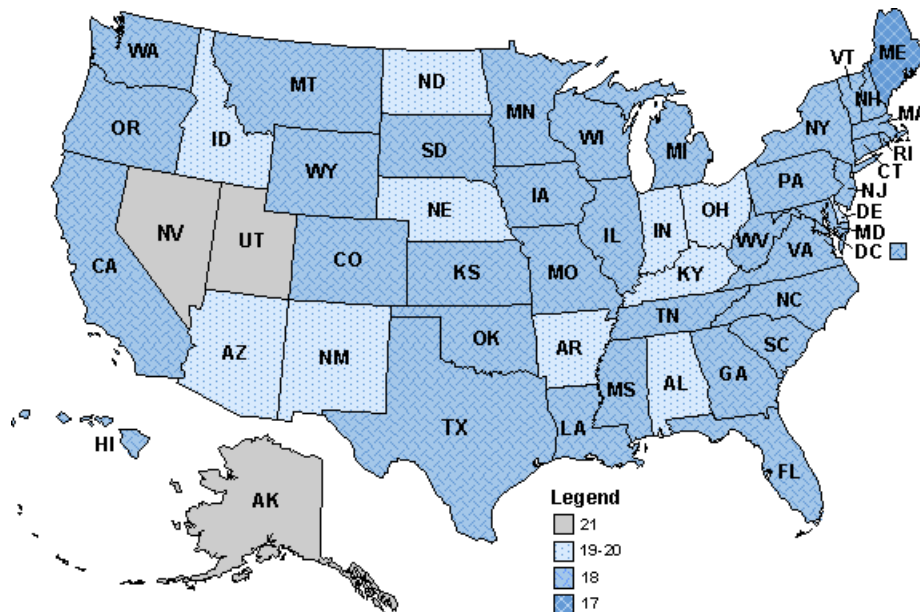 WA
MT
ND
MN
VT
ME
NH
MA
OR
ID
SD
WI
MI
NY
RI
CT
WY
IA
PA
NJ
NE
OH
DE
NV
UT
IL
IN
WV
MD
CA
CO
KS
MO
VA
DC
KY
NC
TN
AZ
NM
OK
AR
SC
MS
AL
GA
TX
LA
HI
FL
AK
Legend
21
19-20
18
17